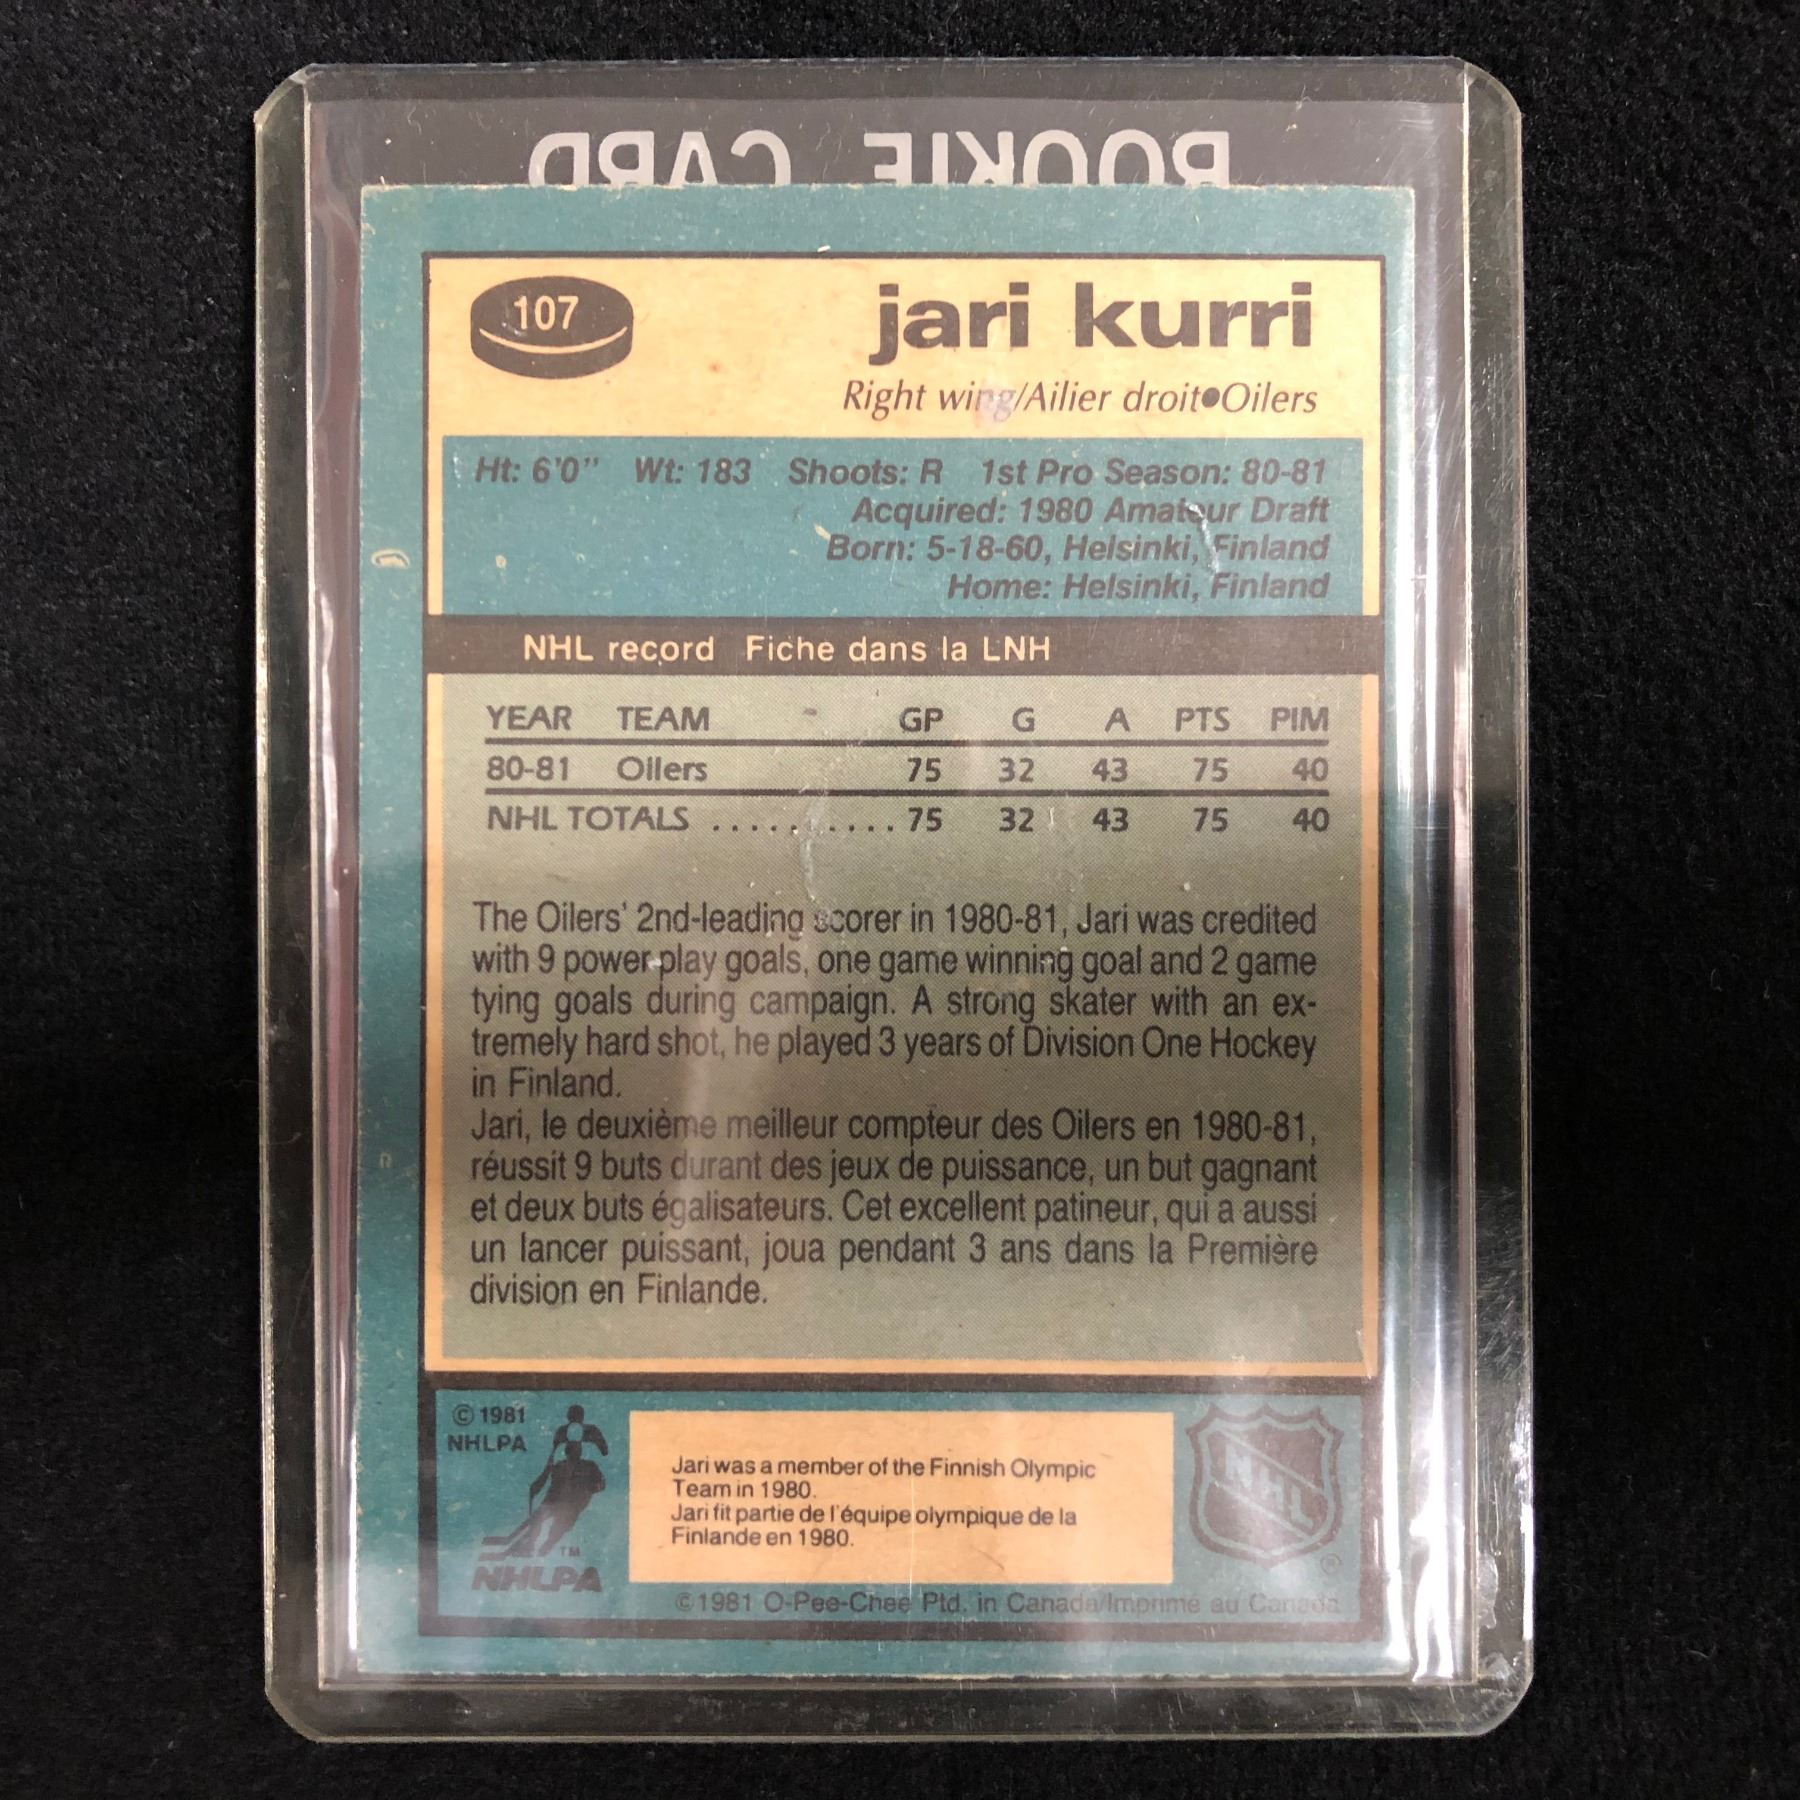 ROOKIE CARD
107
jari kurri
Right wing/Ailier droit•Oilers
Ht: 6'0" Wt: 183 Shoots: R 1st Pro Season: 80-81
Acquired: 1980 Amateur Draft
Born: 5-18-60, Helsinki, Finland
Home: Helsinki, Finland
NHL record Fiche dans la LNH
YEAR TEAM GP G A PTS PIM
80-81 Oilers 75 32 43 75 40
NHL TOTALS .......... 75 32 43 75 40
The Oilers' 2nd-leading scorer in 1980-81, Jari was credited
with 9 power play goals, one game winning goal and 2 game
tying goals during campaign. A strong skater with an ex-
tremely hard shot, he played 3 years of Division One Hockey
in Finland.
Jari, le deuxième meilleur compteur des Oilers en 1980-81,
réussit 9 buts durant des jeux de puissance, un but gagnant
et deux buts égalisateurs. Cet excellent patineur, qui a aussi
un lancer puissant, joua pendant 3 ans dans la Première
division en Finlande.
© 1981
NHLPA
TM
NHLPA
Jari was a member of the Finnish Olympic
Team in 1980.
Jari fit partie de l'équipe olympique de la
Finlande en 1980.
NHL
®
©1981 O-Pee-Chee Ptd. in Canada/Imprimé au Canada